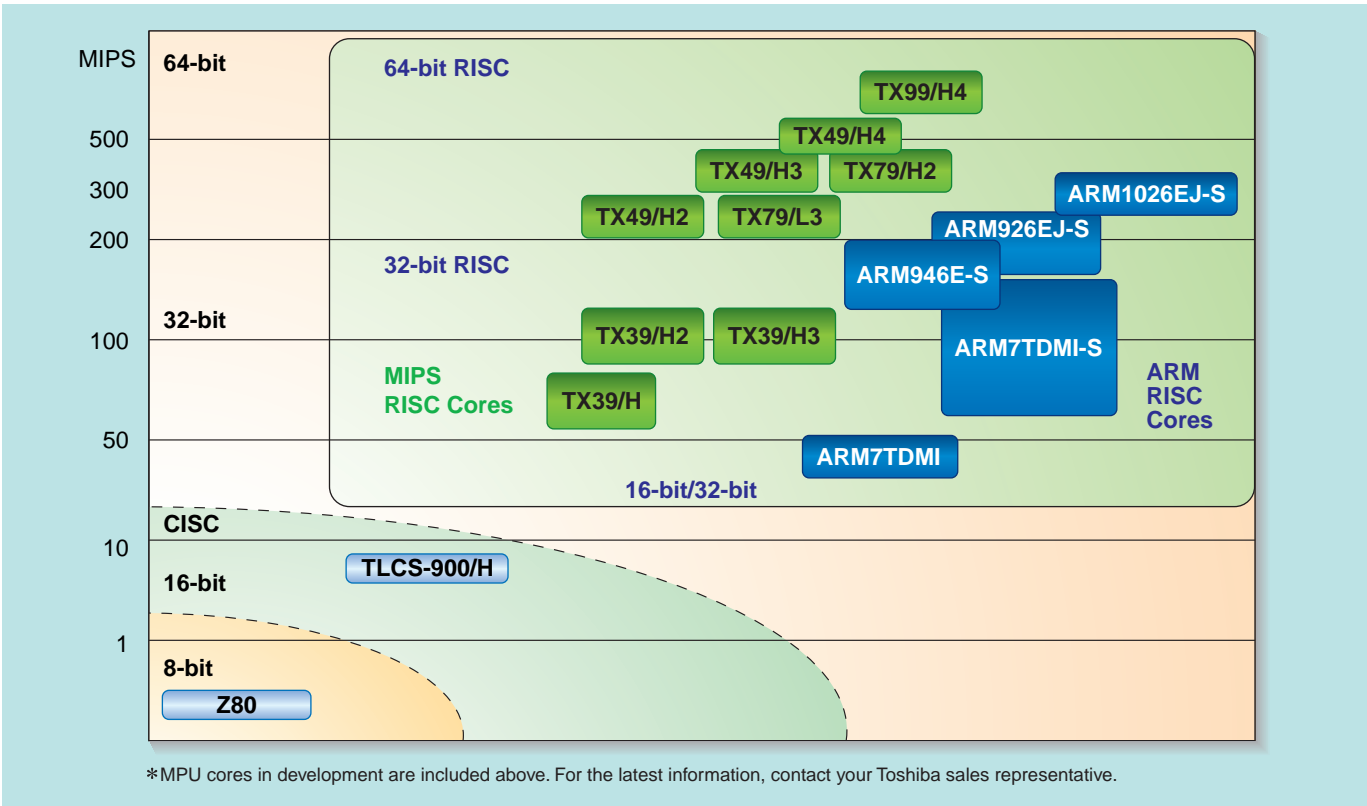 MIPS
64-bit
64-bit RISC
TX99/H4
500
TX49/H4
TX49/H3
TX79/H2
300
ARM1026EJ-S
TX49/H2
TX79/L3
ARM926EJ-S
200
32-bit RISC
ARM946E-S
32-bit
100
TX39/H2
TX39/H3
ARM7TDMI-S
MIPS
RISC Cores
TX39/H
ARM
RISC
Cores
50
ARM7TDMI
16-bit/32-bit
CISC
10
TLCS-900/H
16-bit
1
8-bit
Z80
*MPU cores in development are included above. For the latest information, contact your Toshiba sales representative.